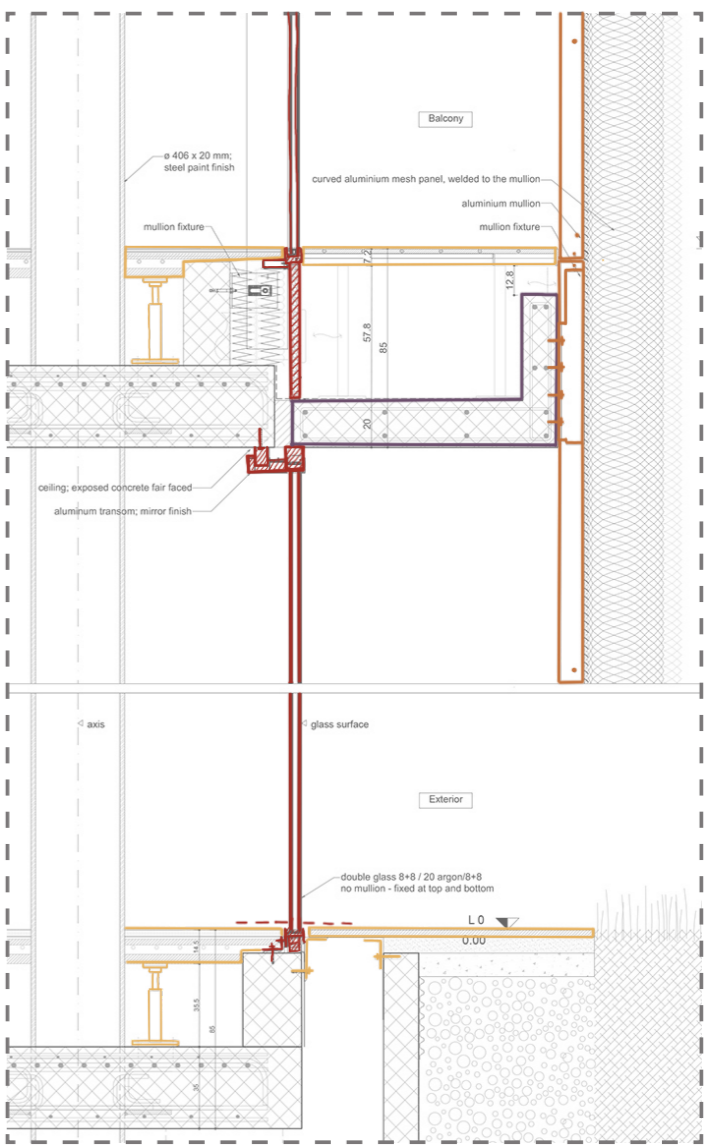 Balcony
ø 406 x 20 mm;
steel paint finish
curved aluminium mesh panel, welded to the mullion
aluminium mullion
mullion fixture
mullion fixture
7.2
12.8
57.8
85
20
ceiling; exposed concrete fair faced
aluminum transom; mirror finish
axis
glass surface
Exterior
double glass 8+8 / 20 argon/8+8
no mullion - fixed at top and bottom
L 0
0.00
14.5
35.5
85
35